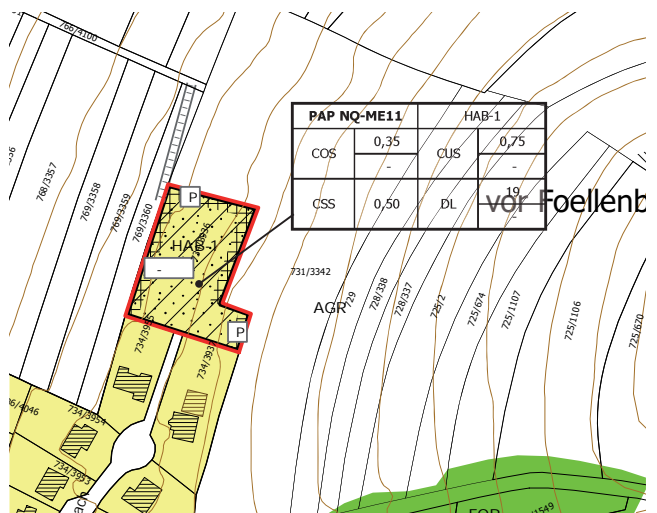 766/4100
PAP NQ-ME11 HAB-1
COS 0,35 CUS 0,75
- -
CSS 0,50 DL 19
-
vor Foellenb
768/3357
769/3358
769/3359
769/3360
P
HAB-1
-
731/3342
AGR
729
728/338
728/337
725/2
725/674
725/1107
725/1106
725/670
P
734/3954
734/3953
FOR